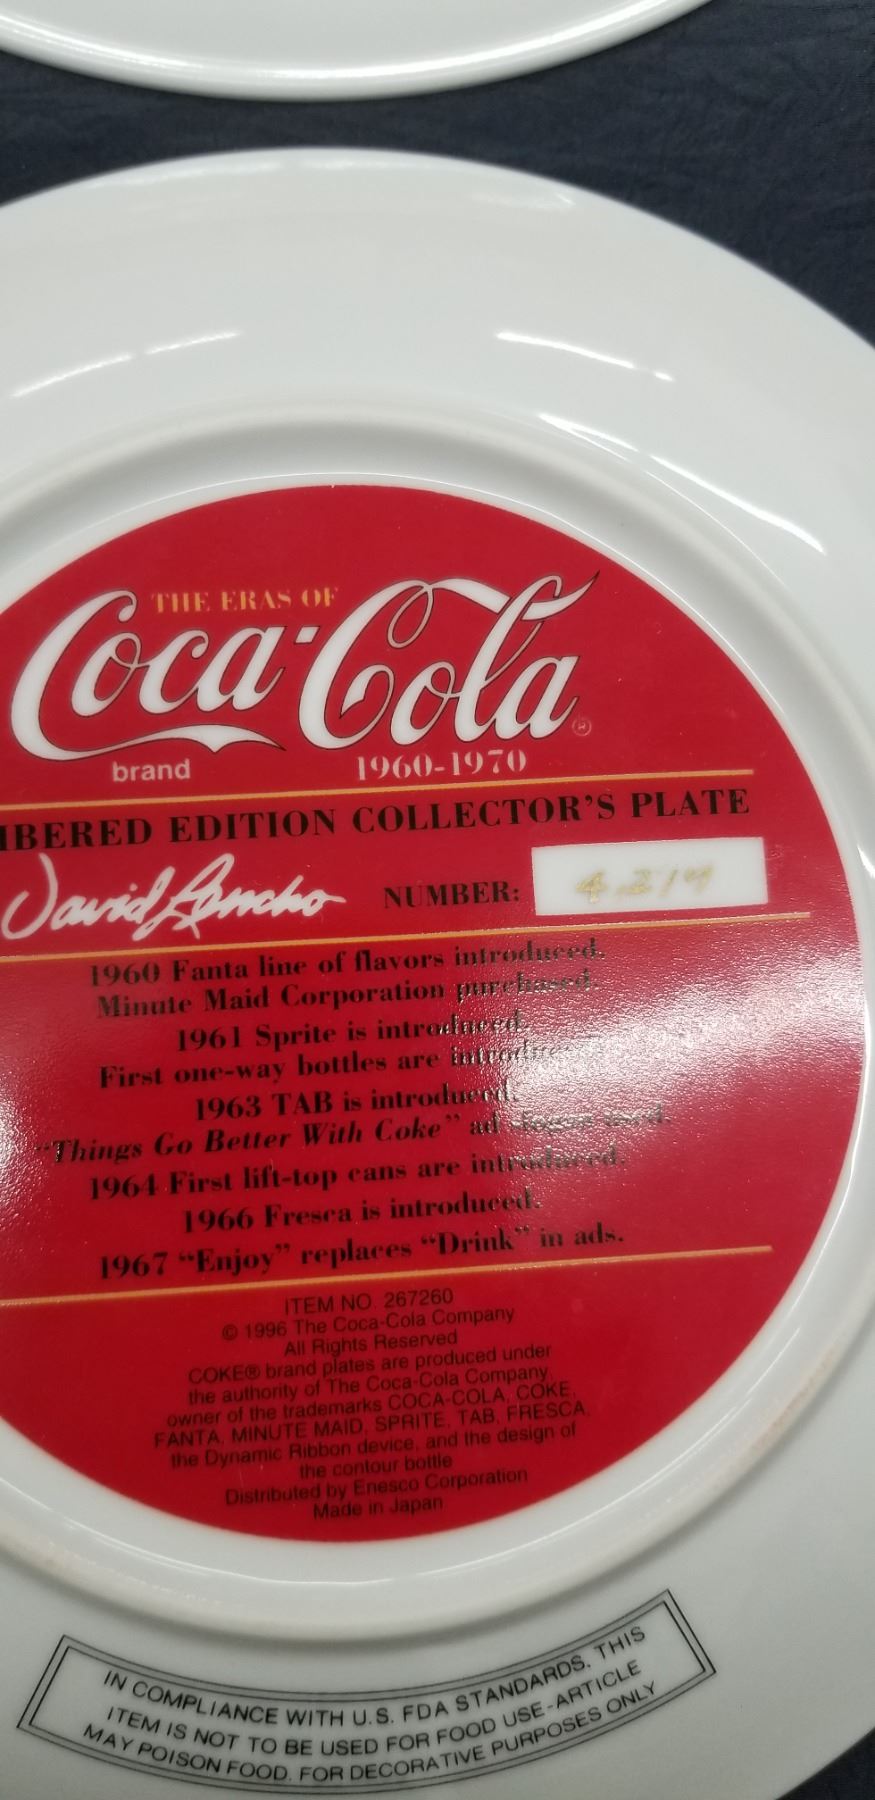 THE ERAS OF
Coca-Cola ®
brand 1960-1970
BERED EDITION COLLECTOR'S PLATE
David Lencho NUMBER: 4,214
1960 Fanta line of flavors introduced.
Minute Maid Corporation purchased.
1961 Sprite is introduced.
First one-way bottles are introduced.
1963 TAB is introduced.
"Things Go Better With Coke" ad slogan used.
1964 First lift-top cans are introduced.
1966 Fresca is introduced.
1967 "Enjoy" replaces "Drink" in ads.
ITEM NO. 267260
© 1996 The Coca-Cola Company
All Rights Reserved
COKE® brand plates are produced under
the authority of The Coca-Cola Company,
owner of the trademarks COCA-COLA, COKE,
FANTA, MINUTE MAID, SPRITE, TAB, FRESCA,
the Dynamic Ribbon device, and the design of
the contour bottle
Distributed by Enesco Corporation
Made in Japan
IN COMPLIANCE WITH U.S. FDA STANDARDS. THIS
ITEM IS NOT TO BE USED FOR FOOD USE-ARTICLE
MAY POISON FOOD. FOR DECORATIVE PURPOSES ONLY